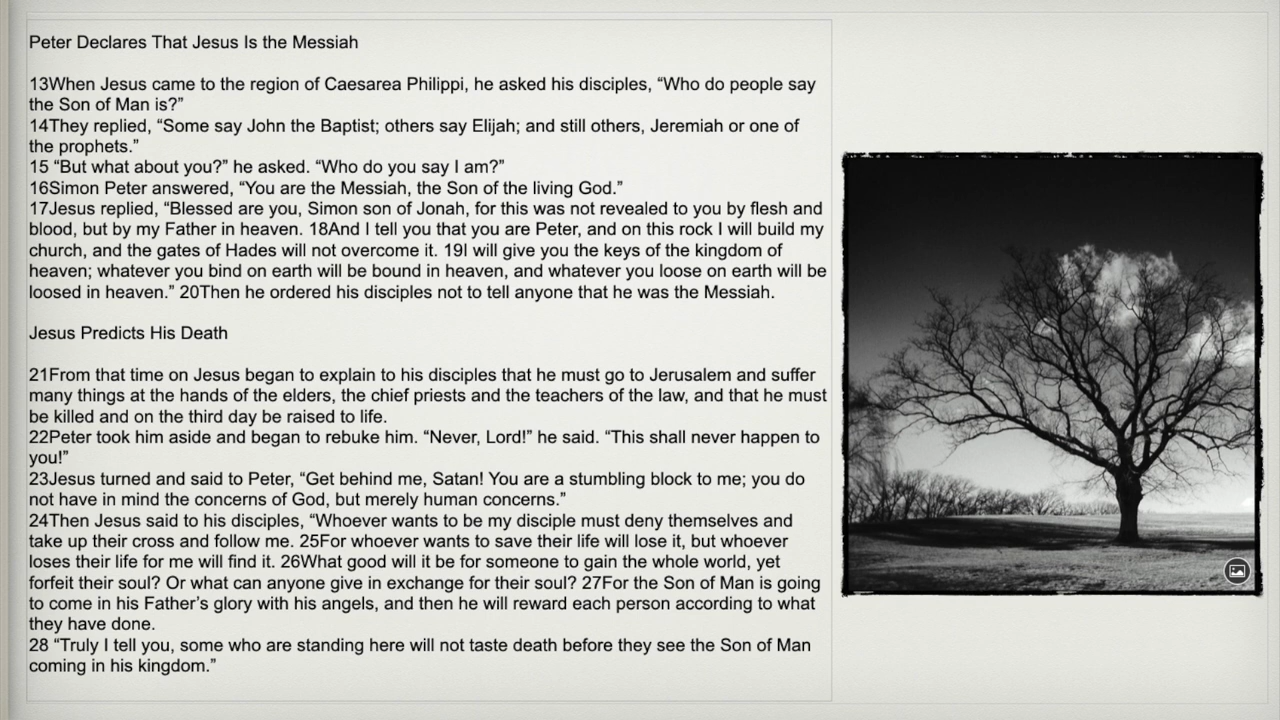 Peter Declares That Jesus Is the Messiah
13When Jesus came to the region of Caesarea Philippi, he asked his disciples, “Who do people say
the Son of Man is?”
14They replied, “Some say John the Baptist; others say Elijah; and still others, Jeremiah or one of
the prophets.”
15 “But what about you?” he asked. “Who do you say I am?”
16Simon Peter answered, “You are the Messiah, the Son of the living God.”
17Jesus replied, “Blessed are you, Simon son of Jonah, for this was not revealed to you by flesh and
blood, but by my Father in heaven. 18And I tell you that you are Peter, and on this rock I will build my
church, and the gates of Hades will not overcome it. 19I will give you the keys of the kingdom of
heaven; whatever you bind on earth will be bound in heaven, and whatever you loose on earth will be
loosed in heaven.” 20Then he ordered his disciples not to tell anyone that he was the Messiah.
Jesus Predicts His Death
21From that time on Jesus began to explain to his disciples that he must go to Jerusalem and suffer
many things at the hands of the elders, the chief priests and the teachers of the law, and that he must
be killed and on the third day be raised to life.
22Peter took him aside and began to rebuke him. “Never, Lord!” he said. “This shall never happen to
you!”
23Jesus turned and said to Peter, “Get behind me, Satan! You are a stumbling block to me; you do
not have in mind the concerns of God, but merely human concerns.”
24Then Jesus said to his disciples, “Whoever wants to be my disciple must deny themselves and
take up their cross and follow me. 25For whoever wants to save their life will lose it, but whoever
loses their life for me will find it. 26What good will it be for someone to gain the whole world, yet
forfeit their soul? Or what can anyone give in exchange for their soul? 27For the Son of Man is going
to come in his Father’s glory with his angels, and then he will reward each person according to what
they have done.
28 “Truly I tell you, some who are standing here will not taste death before they see the Son of Man
coming in his kingdom.”